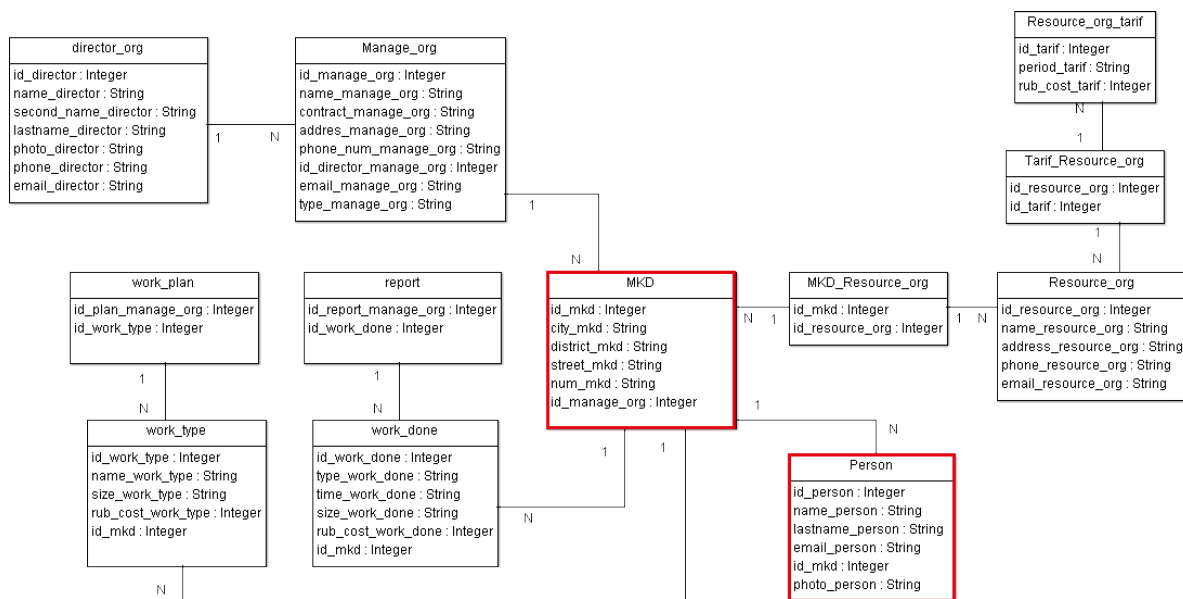 director_org
id_director : Integer
name_director : String
second_name_director : String
lastname_director : String
photo_director : String
phone_director : String
email_director : String
1
N
Manage_org
id_manage_org : Integer
name_manage_org : String
contract_manage_org : String
addres_manage_org : String
phone_num_manage_org : String
id_director_manage_org : Integer
email_manage_org : String
type_manage_org : String
1
N
Resource_org_tarif
id_tarif : Integer
period_tarif : String
rub_cost_tarif : Integer
N
1
Tarif_Resource_org
id_resource_org : Integer
id_tarif : Integer
1
N
work_plan
id_plan_manage_org : Integer
id_work_type : Integer
1
N
report
id_report_manage_org : Integer
id_work_done : Integer
1
N
MKD
id_mkd : Integer
city_mkd : String
district_mkd : String
street_mkd : String
num_mkd : String
id_manage_org : Integer
N
1
MKD_Resource_org
id_mkd : Integer
id_resource_org : Integer
1
N
Resource_org
id_resource_org : Integer
name_resource_org : String
address_resource_org : String
phone_resource_org : String
email_resource_org : String
1
N
work_type
id_work_type : Integer
name_work_type : String
size_work_type : String
rub_cost_work_type : Integer
id_mkd : Integer
N
work_done
id_work_done : Integer
type_work_done : String
time_work_done : String
size_work_done : String
rub_cost_work_done : Integer
id_mkd : Integer
1
N
1
Person
id_person : Integer
name_person : String
lastname_person : String
email_person : String
id_mkd : Integer
photo_person : String